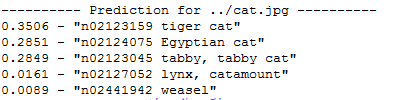 ---------- Prediction for ../cat.jpg ----------
0.3506 - "n02123159 tiger cat"
0.2851 - "n02124075 Egyptian cat"
0.2849 - "n02123045 tabby, tabby cat"
0.0161 - "n02127052 lynx, catamount"
0.0089 - "n02441942 weasel"